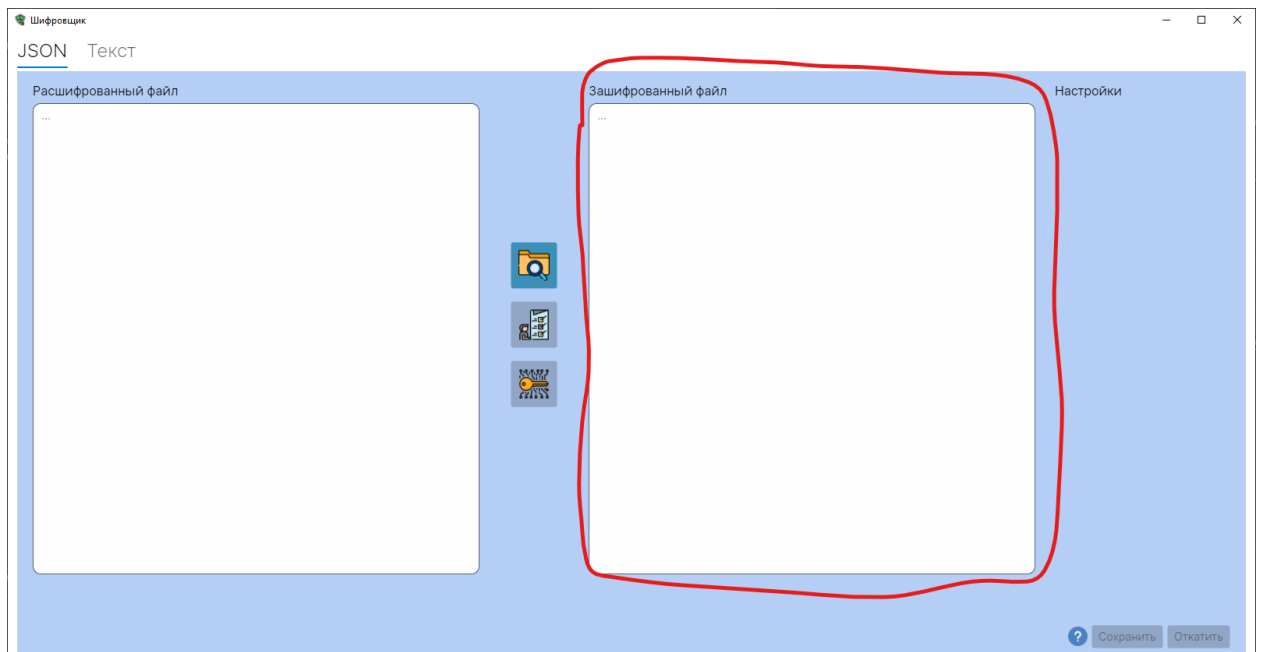 Шифровщик
JSON Текст
Расшифрованный файл
Зашифрованный файл
Настройки
...
...
?
Сохранить
Откатить